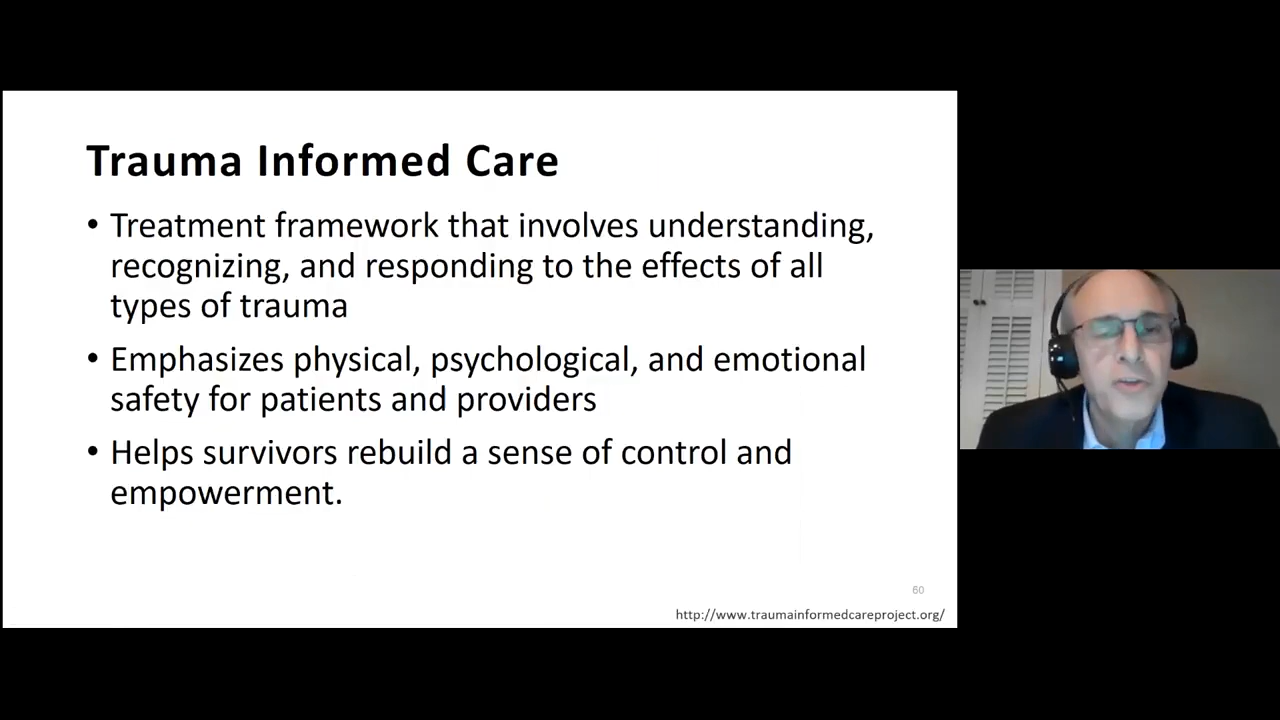 Trauma Informed Care
• Treatment framework that involves understanding,
recognizing, and responding to the effects of all
types of trauma
• Emphasizes physical, psychological, and emotional
safety for patients and providers
• Helps survivors rebuild a sense of control and
empowerment.
60
http://www.traumainformedcareproject.org/